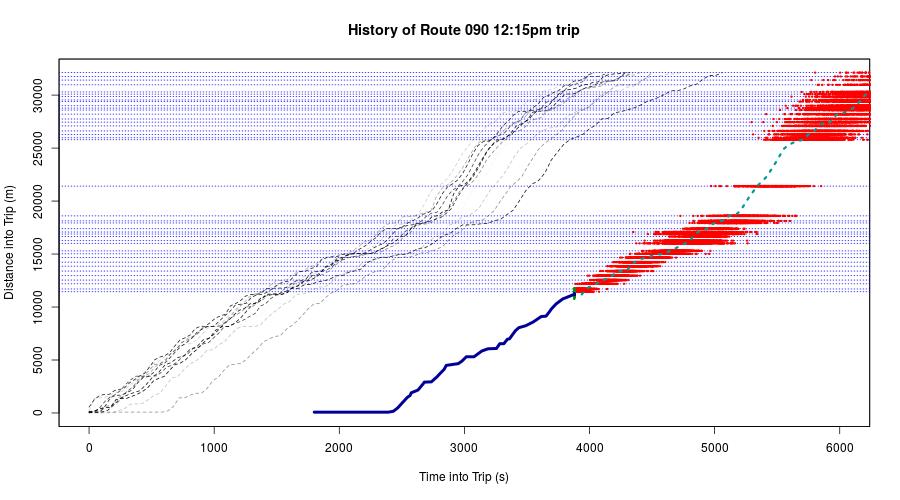 History of Route 090 12:15pm trip
Distance into Trip (m)
30000
25000
20000
15000
10000
5000
0
0 1000 2000 3000 4000 5000 6000
Time into Trip (s)